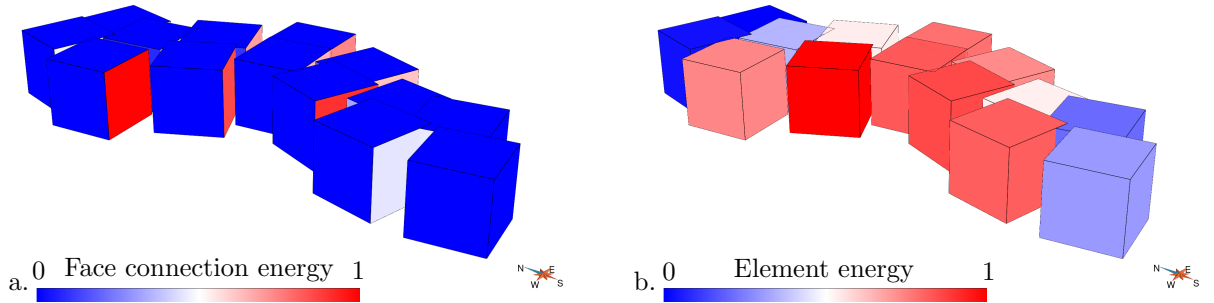 a. 0 Face connection energy 1
N E W S
b. 0 Element energy 1
N E W S